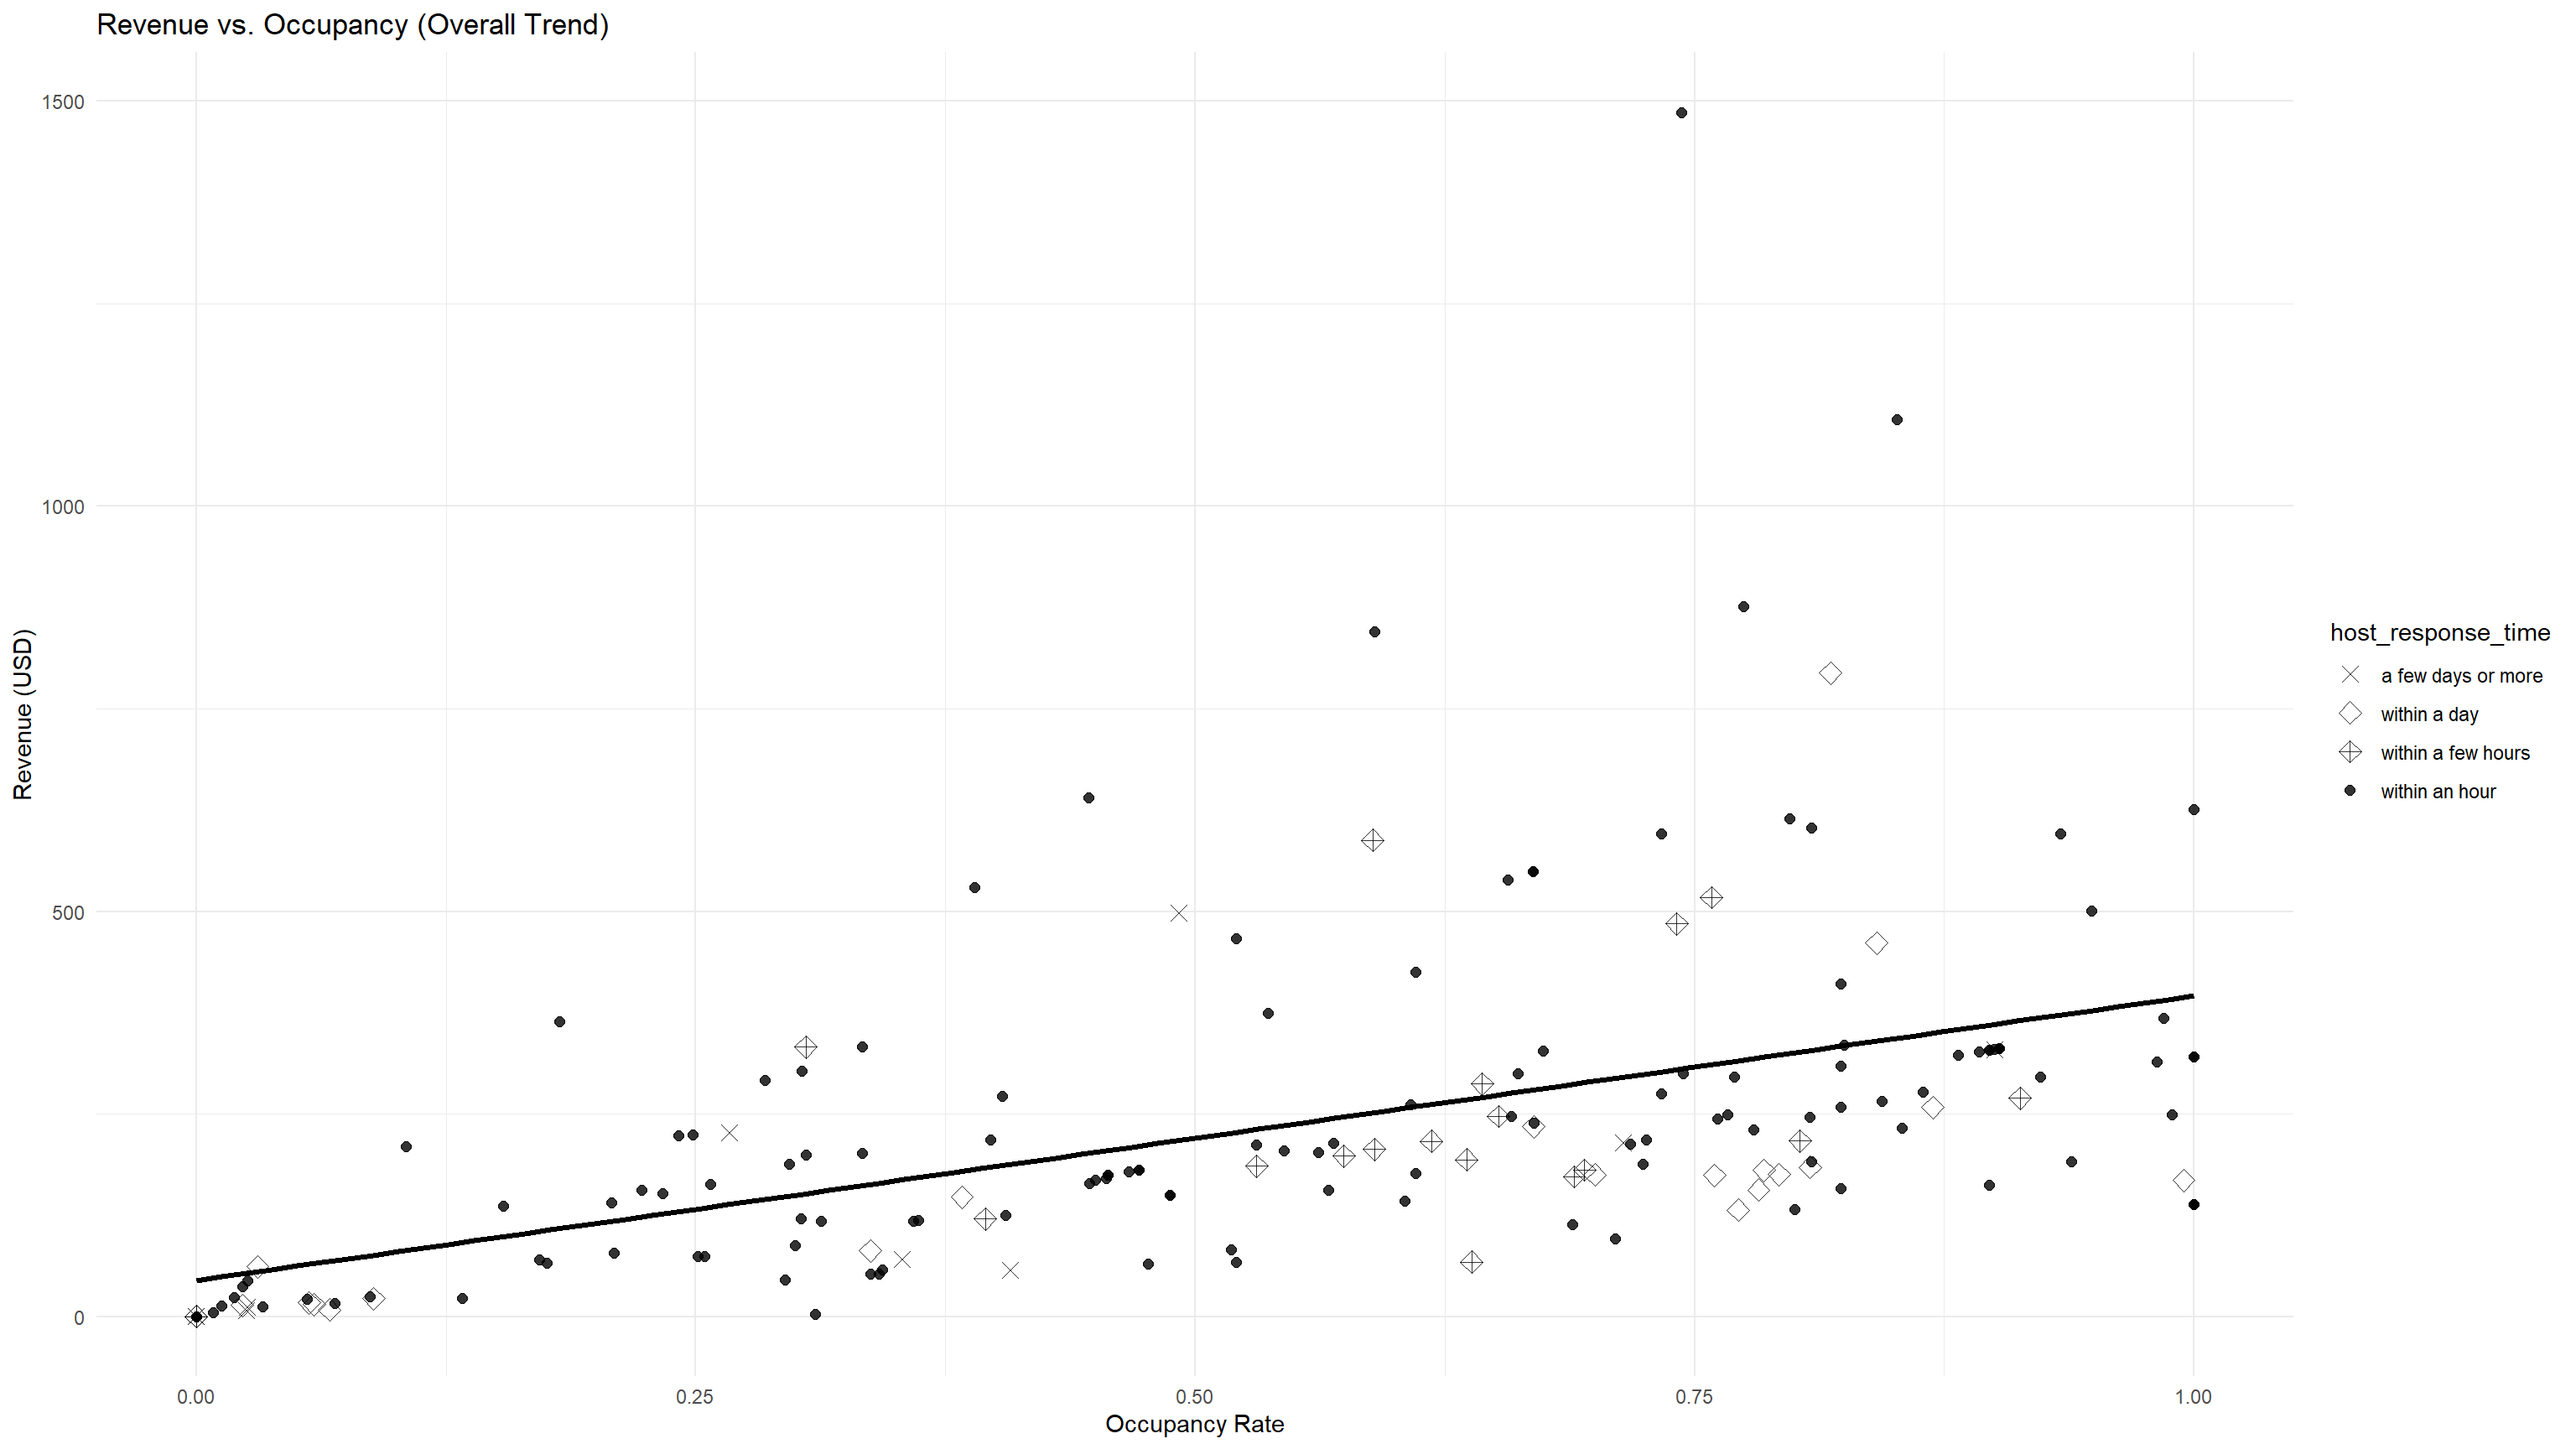 Revenue vs. Occupancy (Overall Trend)
1500
1000
500
0
Revenue (USD)
0.00
0.25
0.50
0.75
1.00
Occupancy Rate
host_response_time
a few days or more
within a day
within a few hours
within an hour